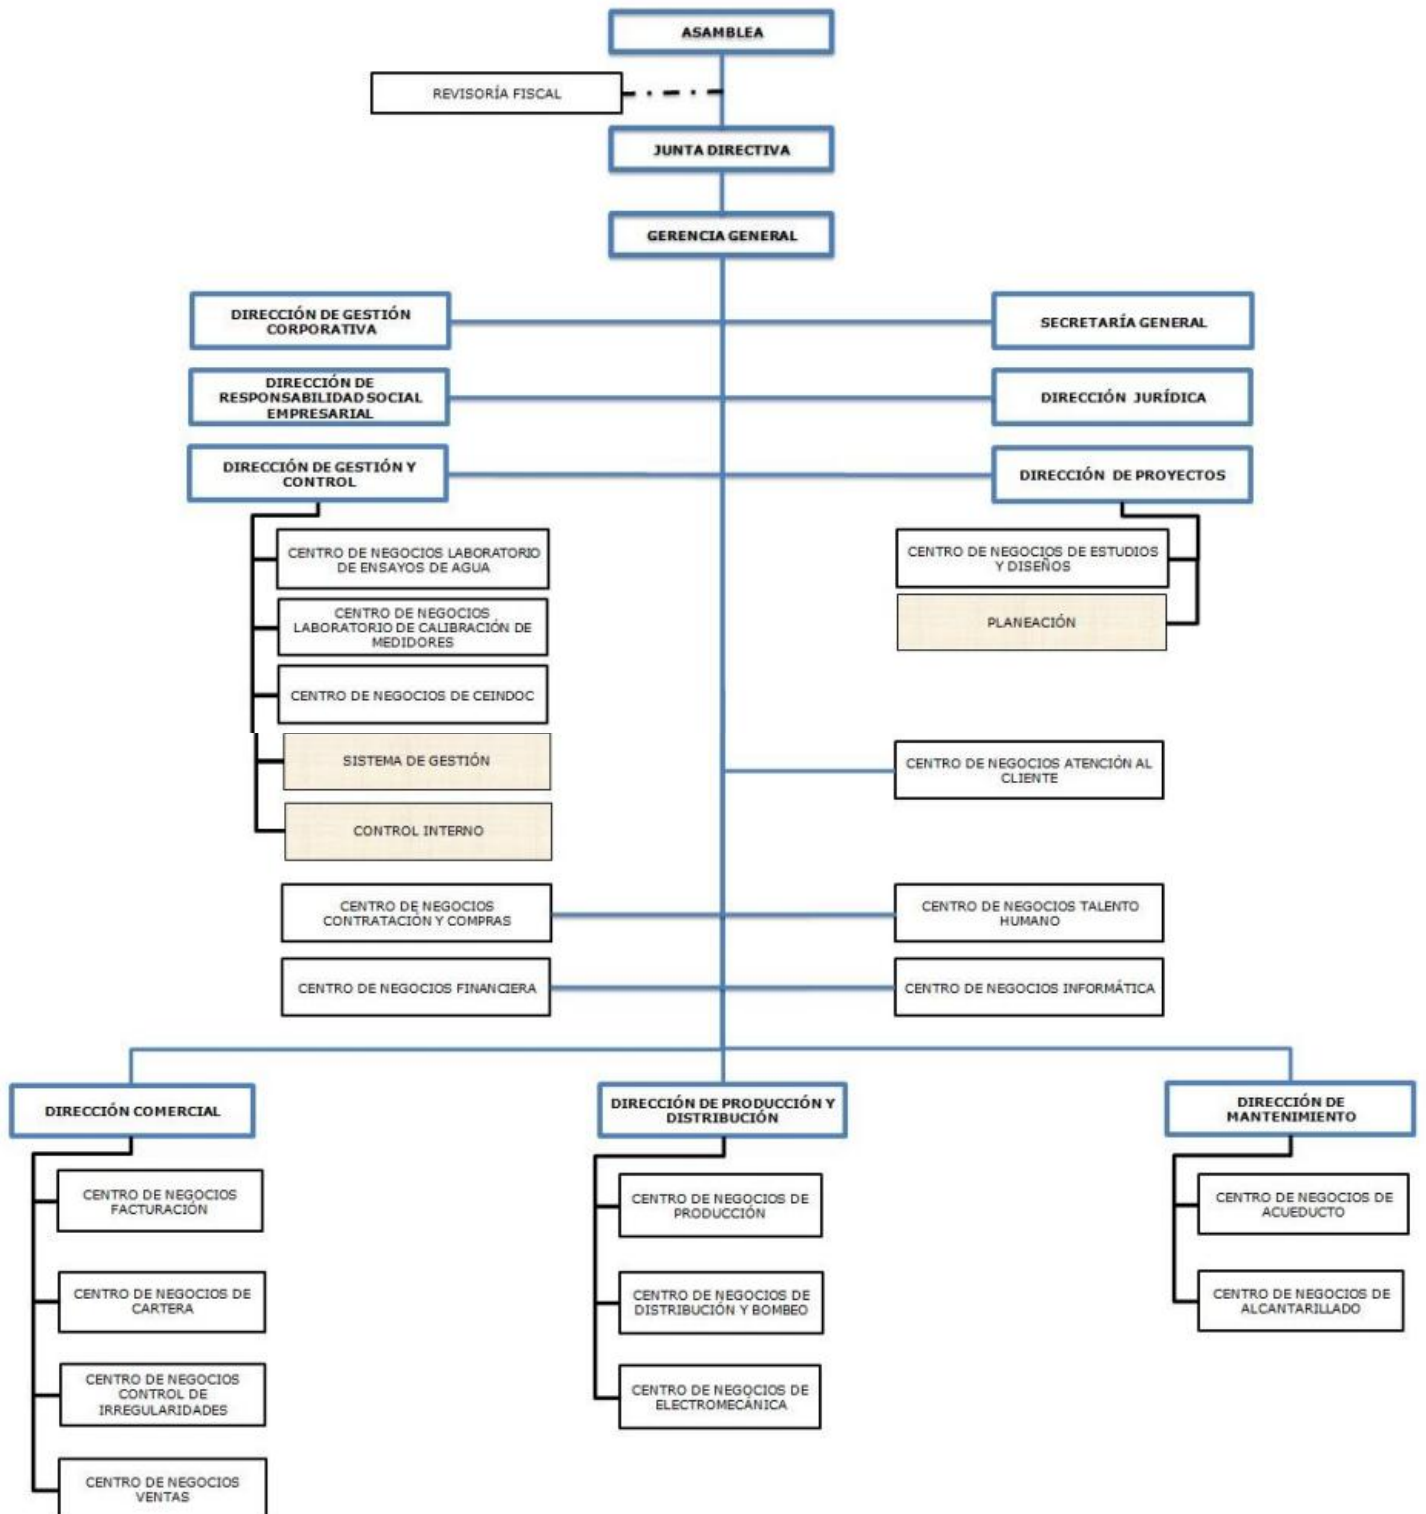 ASAMBLEA
REVISORÍA FISCAL
JUNTA DIRECTIVA
GERENCIA GENERAL
DIRECCIÓN DE GESTIÓN
CORPORATIVA
SECRETARÍA GENERAL
DIRECCIÓN DE
RESPONSABILIDAD SOCIAL
EMPRESARIAL
DIRECCIÓN JURÍDICA
DIRECCIÓN DE GESTIÓN Y
CONTROL
DIRECCIÓN DE PROYECTOS
CENTRO DE NEGOCIOS LABORATORIO
DE ENSAYOS DE AGUA
CENTRO DE NEGOCIOS DE ESTUDIOS
Y DISEÑOS
CENTRO DE NEGOCIOS
LABORATORIO DE CALIBRACIÓN DE
MEDIDORES
PLANEACIÓN
CENTRO DE NEGOCIOS DE CEINDOC
SISTEMA DE GESTIÓN
CENTRO DE NEGOCIOS ATENCIÓN AL
CLIENTE
CONTROL INTERNO
CENTRO DE NEGOCIOS
CONTRATACIÓN Y COMPRAS
CENTRO DE NEGOCIOS TALENTO
HUMANO
CENTRO DE NEGOCIOS FINANCIERA
CENTRO DE NEGOCIOS INFORMÁTICA
DIRECCIÓN COMERCIAL
DIRECCIÓN DE PRODUCCIÓN Y
DISTRIBUCIÓN
DIRECCIÓN DE
MANTENIMIENTO
CENTRO DE NEGOCIOS
FACTURACIÓN
CENTRO DE NEGOCIOS DE
PRODUCCIÓN
CENTRO DE NEGOCIOS DE
ACUEDUCTO
CENTRO DE NEGOCIOS DE
CARTERA
CENTRO DE NEGOCIOS DE
DISTRIBUCIÓN Y BOMBEO
CENTRO DE NEGOCIOS DE
ALCANTARILLADO
CENTRO DE NEGOCIOS
CONTROL DE
IRREGULARIDADES
CENTRO DE NEGOCIOS DE
ELECTROMECÁNICA
CENTRO DE NEGOCIOS
VENTAS